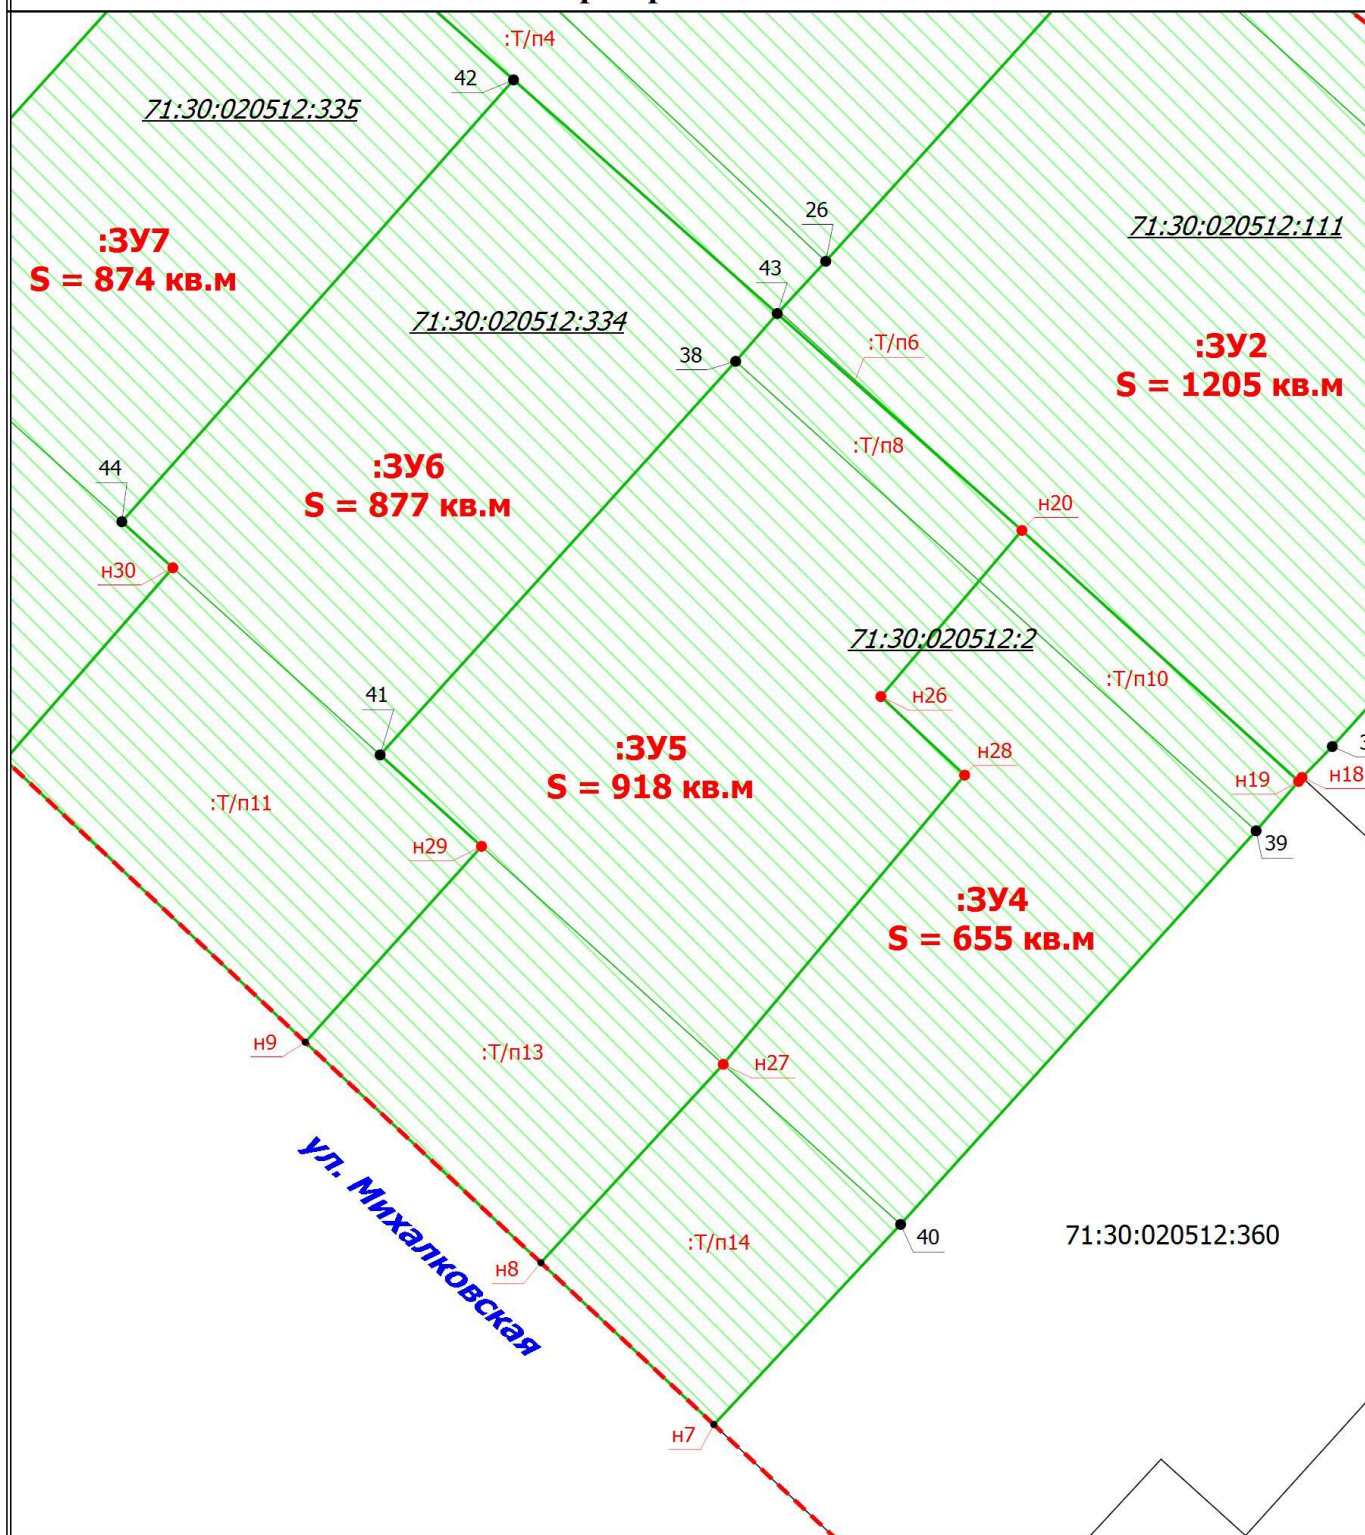 :Т/п4
42
71:30:020512:335
26
71:30:020512:111
:ЗУ7
S = 874 кв.м
43
71:30:020512:334
38
:Т/п6
:ЗУ2
S = 1205 кв.м
:Т/п8
44
:ЗУ6
S = 877 кв.м
н20
н30
71:30:020512:2
:Т/п10
41
н26
:ЗУ5
S = 918 кв.м
н28
н19
н18
:Т/п11
н29
39
:ЗУ4
S = 655 кв.м
н9
:Т/п13
н27
ул. Михалковская
:Т/п14
40
71:30:020512:360
н8
н7